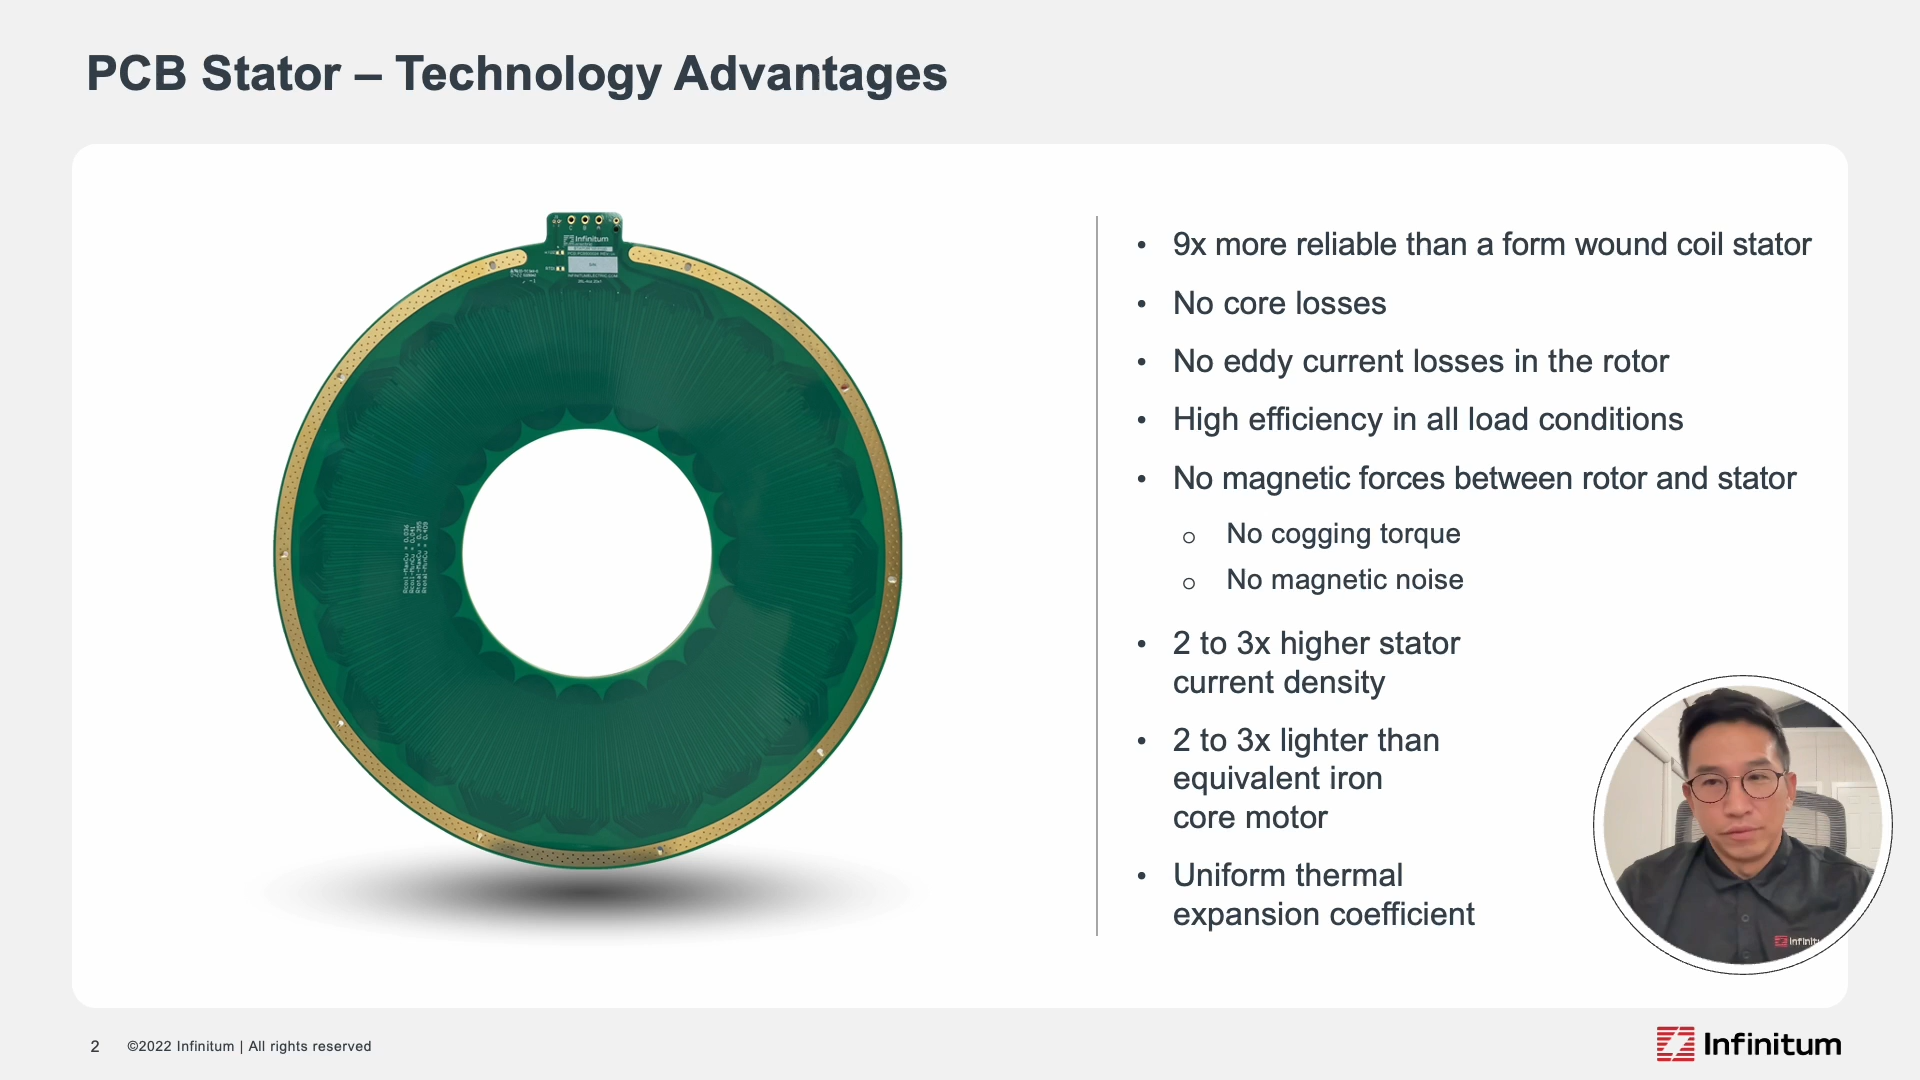 PCB Stator – Technology Advantages
C B A
Infinitum
• 9x more reliable than a form wound coil stator
• No core losses
• No eddy current losses in the rotor
• High efficiency in all load conditions
• No magnetic forces between rotor and stator
o No cogging torque
o No magnetic noise
• 2 to 3x higher stator
current density
• 2 to 3x lighter than
equivalent iron
core motor
• Uniform thermal
expansion coefficient
2 ©2022 Infinitum | All rights reserved
Infinitum